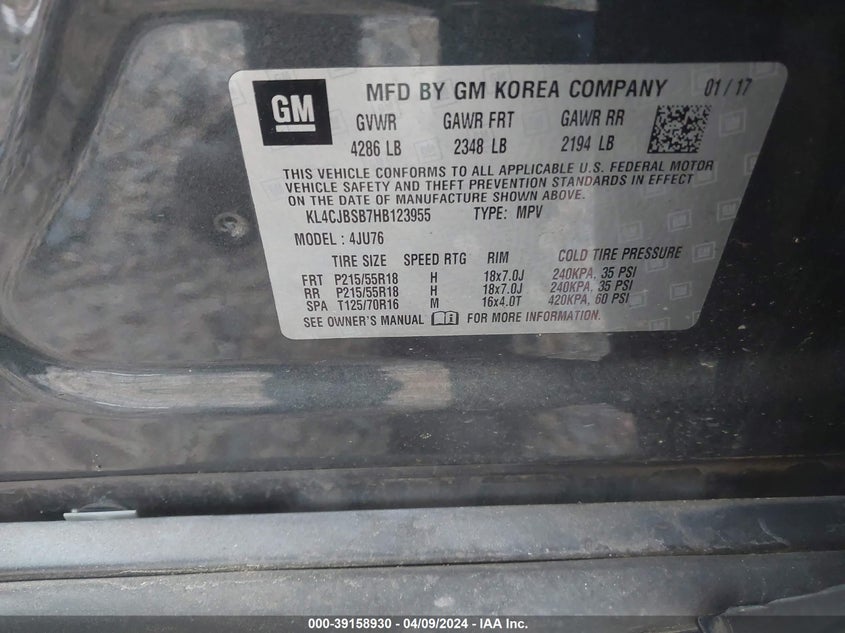 GM
MFD BY GM KOREA COMPANY 01/17
GVWR GAWR FRT GAWR RR
4286 LB 2348 LB 2194 LB
THIS VEHICLE CONFORMS TO ALL APPLICABLE U.S. FEDERAL MOTOR
VEHICLE SAFETY AND THEFT PREVENTION STANDARDS IN EFFECT
ON THE DATE OF MANUFACTURE SHOWN ABOVE.
KL4CJBSB7HB123955 TYPE: MPV
MODEL : 4JU76
TIRE SIZE SPEED RTG RIM COLD TIRE PRESSURE
FRT P215/55R18 H 18x7.0J 240KPA, 35 PSI
RR P215/55R18 H 18x7.0J 240KPA, 35 PSI
SPA T125/70R16 M 16x4.0T 420KPA, 60 PSI
SEE OWNER'S MANUAL FOR MORE INFORMATION.
000-39158930 - 04/09/2024 - IAA Inc.